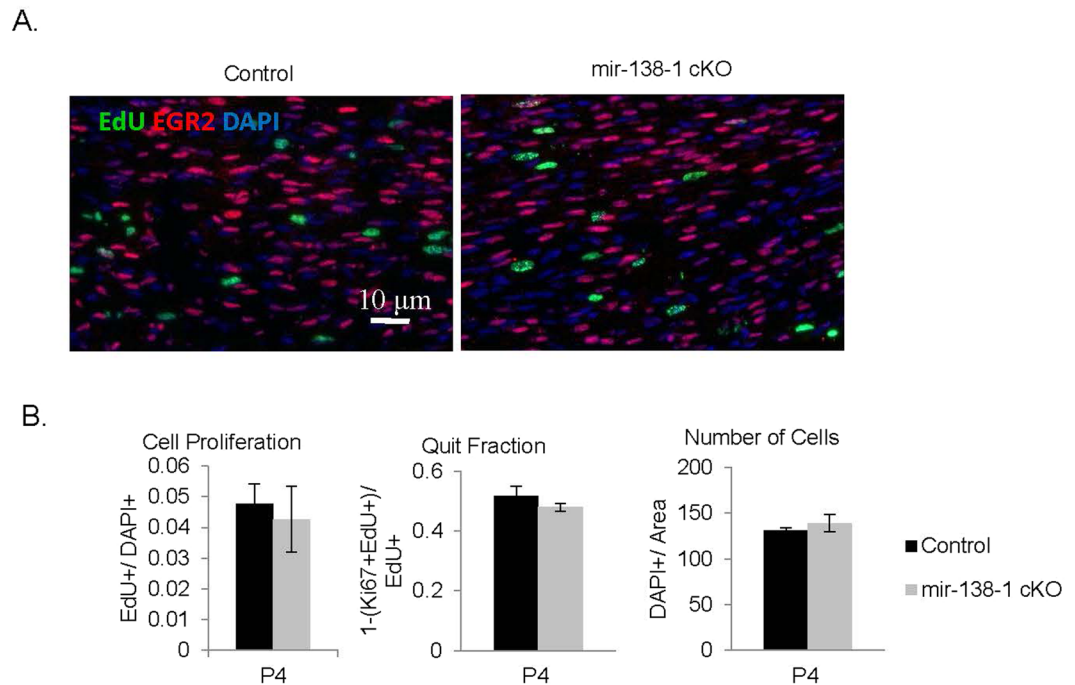 A.
Control
mir-138-1 cKO
EdU EGR2 DAPI
10 μm
B.
Cell Proliferation
0.06
0.05
0.04
0.03
0.02
0.01
0
EdU+/ DAPI+
P4
Quit Fraction
0.6
0.4
0.2
0
1-(Ki67+EdU+)/
EdU+
P4
Number of Cells
200
150
100
50
0
DAPI+/ Area
P4
Control
mir-138-1 cKO